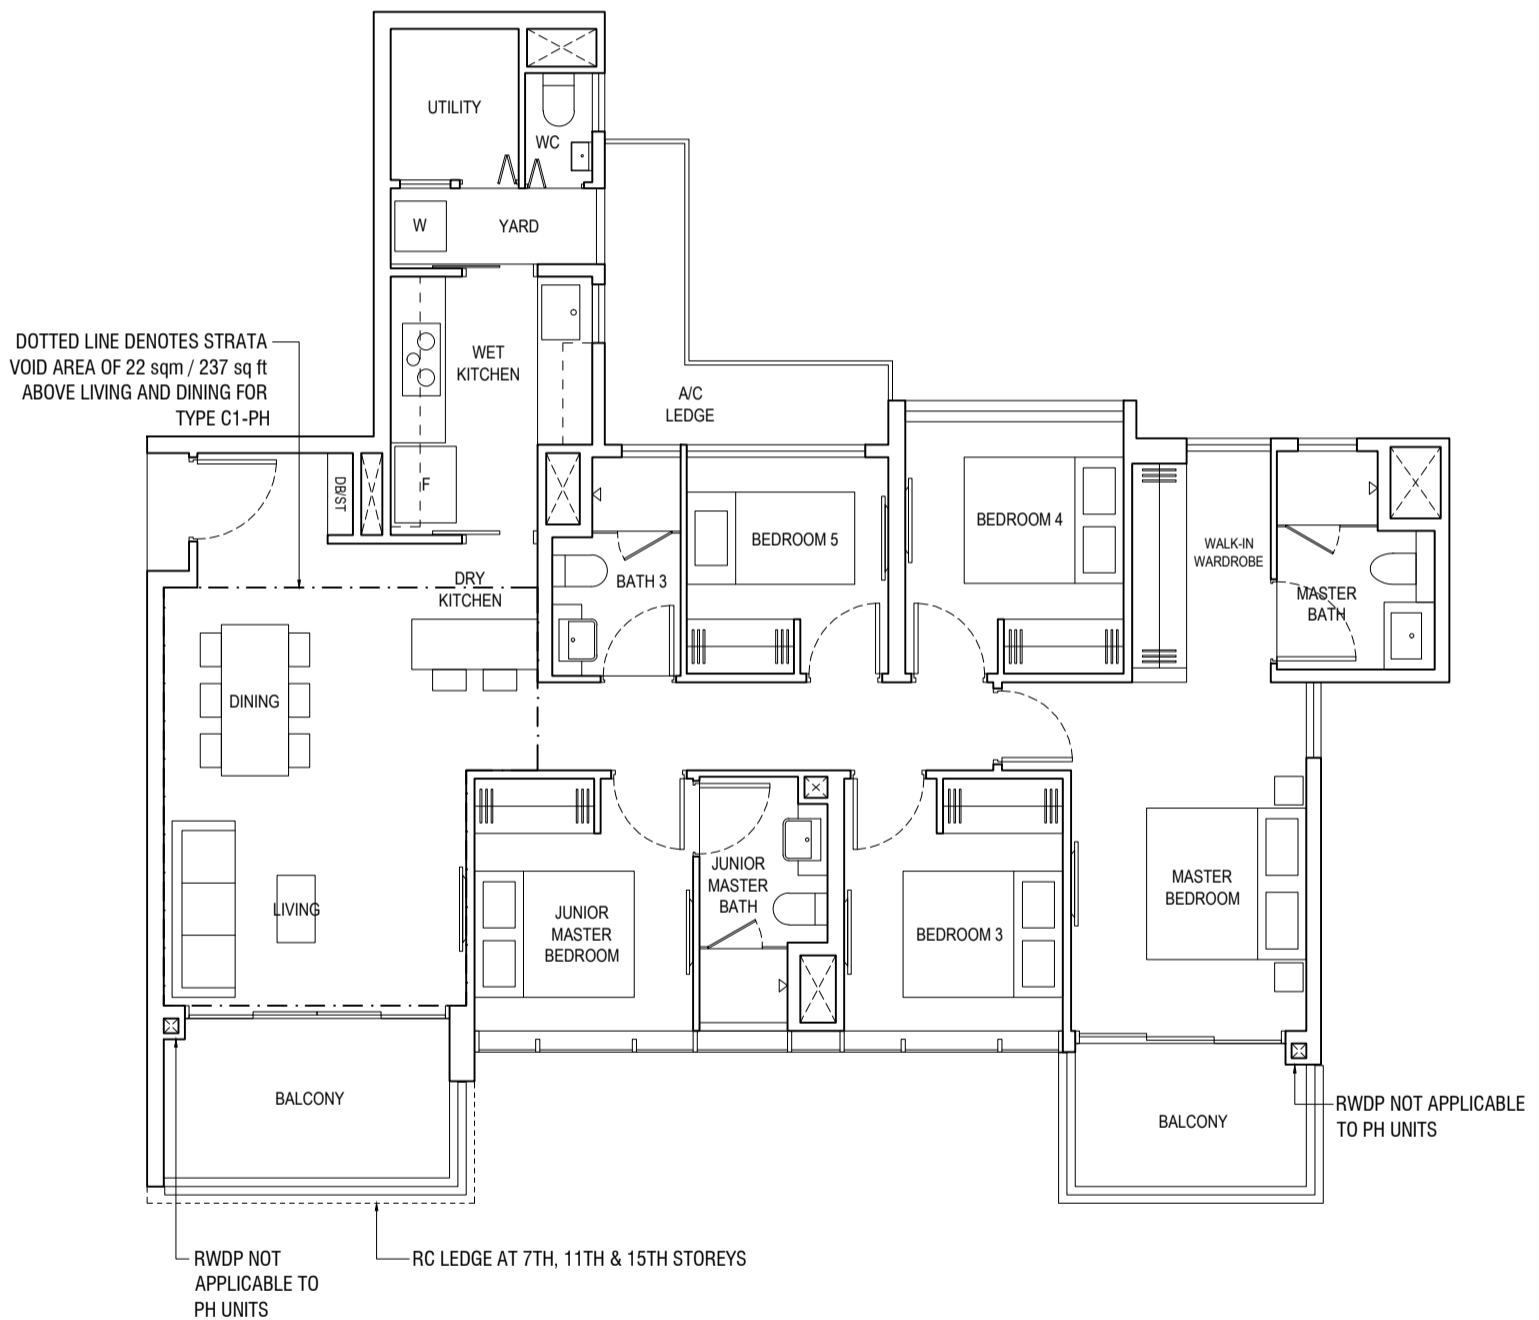 UTILITY
WC
W
YARD
DOTTED LINE DENOTES STRATA
VOID AREA OF 22 sqm / 237 sq ft
ABOVE LIVING AND DINING FOR
TYPE C1-PH
WET
KITCHEN
A/C
LEDGE
DB/ST
F
BEDROOM 5
BEDROOM 4
WALK-IN
WARDROBE
DRY
KITCHEN
BATH 3
MASTER
BATH
DINING
LIVING
JUNIOR
MASTER
BEDROOM
JUNIOR
MASTER
BATH
BEDROOM 3
MASTER
BEDROOM
BALCONY
BALCONY
RWDP NOT APPLICABLE
TO PH UNITS
RWDP NOT
APPLICABLE TO
PH UNITS
RC LEDGE AT 7TH, 11TH & 15TH STOREYS